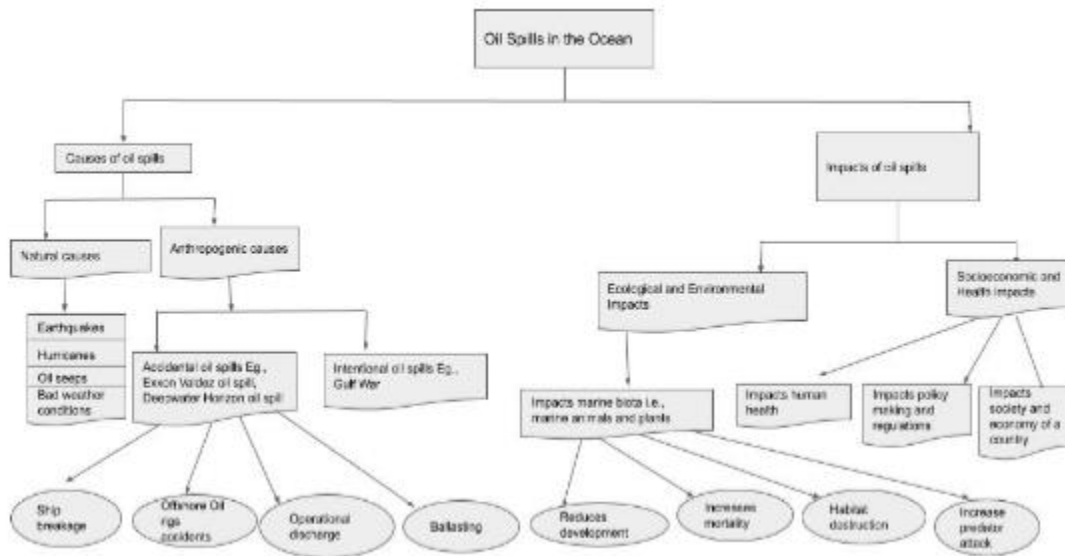 Oil Spills in the Ocean
Causes of oil spills
Impacts of oil spills
Natural causes
Anthropogenic causes
Ecological and Environmental
Impacts
Socioeconomic and
Health Impacts
Earthquakes
Hurricanes
Oil seeps
Bad weather
conditions
Accidental oil spills Eg.,
Exxon Valdez oil spill,
Deepwater Horizon oil spill
Intentional oil spills Eg.,
Gulf War
Impacts marine biota i.e.,
marine animals and plants
Impacts human
health
Impacts policy
making and
regulations
Impacts
society and
economy of a
country
Ship
breakage
Offshore Oil
rigs
accidents
Operational
discharge
Ballasting
Reduces
development
Increases
mortality
Habitat
destruction
Increase
predator
attack